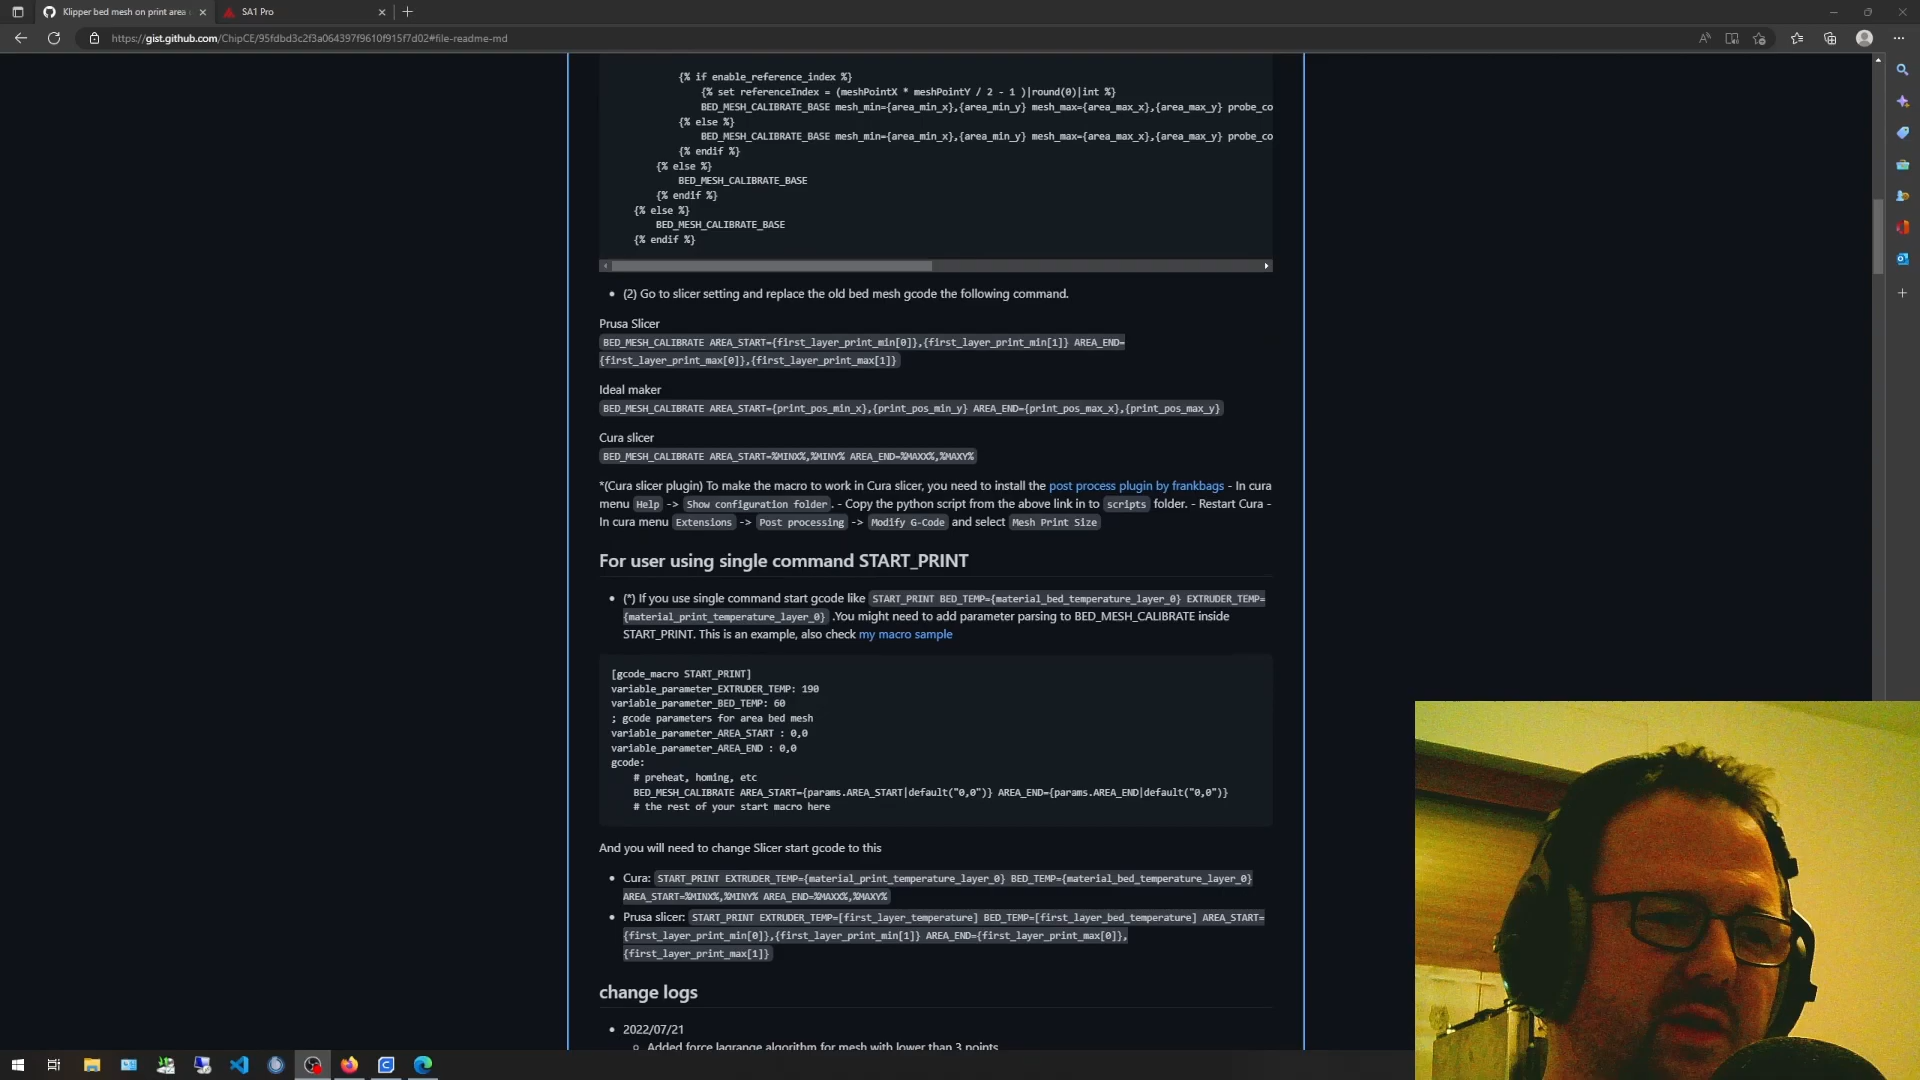 Klipper bed mesh on print area
SA1 Pro
https://gist.github.com/ChipCE/95fdbd3c2f3a064397f9610f915f7d02#file-readme-md
{% if enable_reference_index %}
{% set referenceIndex = (meshPointX * meshPointY / 2 - 1 )|round(0)|int %}
BED_MESH_CALIBRATE_BASE mesh_min={area_min_x},{area_min_y} mesh_max={area_max_x},{area_max_y} probe_co
{% else %}
BED_MESH_CALIBRATE_BASE mesh_min={area_min_x},{area_min_y} mesh_max={area_max_x},{area_max_y} probe_co
{% endif %}
{% else %}
BED_MESH_CALIBRATE_BASE
{% endif %}
{% else %}
BED_MESH_CALIBRATE_BASE
{% endif %}
(2) Go to slicer setting and replace the old bed mesh gcode the following command.
Prusa Slicer
BED_MESH_CALIBRATE AREA_START={first_layer_print_min[0]},{first_layer_print_min[1]} AREA_END=
{first_layer_print_max[0]},{first_layer_print_max[1]}
Ideal maker
BED_MESH_CALIBRATE AREA_START={print_pos_min_x},{print_pos_min_y} AREA_END={print_pos_max_x},{print_pos_max_y}
Cura slicer
BED_MESH_CALIBRATE AREA_START=%MINX%,%MINY% AREA_END=%MAXX%,%MAXY%
*(Cura slicer plugin) To make the macro to work in Cura slicer, you need to install the post process plugin by frankbags - In cura
menu Help -> Show configuration folder. - Copy the python script from the above link in to scripts folder. - Restart Cura -
In cura menu Extensions -> Post processing -> Modify G-Code and select Mesh Print Size
For user using single command START_PRINT
(*) If you use single command start gcode like START_PRINT BED_TEMP={material_bed_temperature_layer_0} EXTRUDER_TEMP=
{material_print_temperature_layer_0} .You might need to add parameter parsing to BED_MESH_CALIBRATE inside
START_PRINT. This is an example, also check my macro sample
[gcode_macro START_PRINT]
variable_parameter_EXTRUDER_TEMP: 190
variable_parameter_BED_TEMP: 60
; gcode parameters for area bed mesh
variable_parameter_AREA_START : 0,0
variable_parameter_AREA_END : 0,0
gcode:
# preheat, homing, etc
BED_MESH_CALIBRATE AREA_START={params.AREA_START|default("0,0")} AREA_END={params.AREA_END|default("0,0")}
# the rest of your start macro here
And you will need to change Slicer start gcode to this
Cura: START_PRINT EXTRUDER_TEMP={material_print_temperature_layer_0} BED_TEMP={material_bed_temperature_layer_0}
AREA_START=%MINX%,%MINY% AREA_END=%MAXX%,%MAXY%
Prusa slicer: START_PRINT EXTRUDER_TEMP=[first_layer_temperature] BED_TEMP=[first_layer_bed_temperature] AREA_START=
{first_layer_print_min[0]},{first_layer_print_min[1]} AREA_END={first_layer_print_max[0]},
{first_layer_print_max[1]}
change logs
2022/07/21
Added force lagrange algorithm for mesh with lower than 3 points